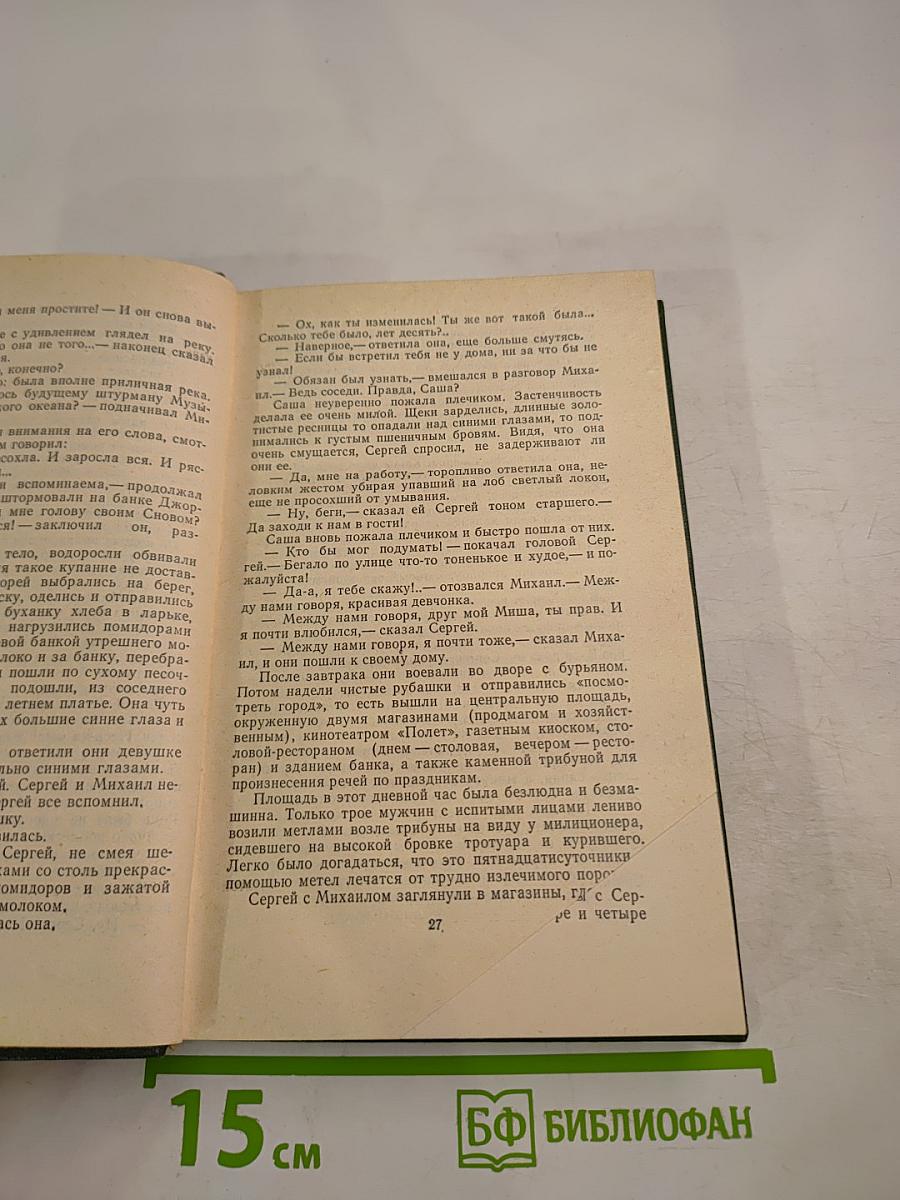 меня простите! — И он снова вы-
е с удивлением глядел на реку.
о она не того...— наконец сказал
я.
, конечно?
о: была вполне приличная река.
ось будущему штурману Музы-
кого океана? — подначивал Ми-
внимания на его слова, смот-
м говорил:
сохла. И заросла вся. И ряс-
и вспоминаема,— продолжал
штормовали на банке Джор-
и мне голову своим Сновом?
ся! — заключил он, раз-
тело, водоросли обвивали
я такое купание не достав-
орей выбрались на берег,
ску, оделись и отправились
буханку хлеба в ларьке,
нагрузились помидорами
вой банкой утрешнего мо-
локо и за банку, перебра-
и пошли по сухому песоч-
подошли, из соседнего
летнем платье. Она чуть
х большие синие глаза и
ответили они девушке
льно синими глазами.
й. Сергей и Михаил не-
ргей все вспомнил.
шку.
вилась.
Сергей, не смея ше-
ками со столь прекрас-
омидоров и зажатой
молоком.
ась она,
— Ох, как ты изменилась! Ты же вот такой была...
Сколько тебе было, лет десять?..
— Наверное,— ответила она, еще больше смутясь.
— Если бы встретил тебя не у дома, ни за что бы не
узнал!
— Обязан был узнать,— вмешался в разговор Миха-
ил.— Ведь соседи. Правда, Саша?
Саша неуверенно пожала плечиком. Застенчивость
делала ее очень милой. Щеки зарделись, длинные золо-
тистые ресницы то опадали над синими глазами, то под-
нимались к густым пшеничным бровям. Видя, что она
очень смущается, Сергей спросил, не задерживают ли
они ее.
— Да, мне на работу,— торопливо ответила она, не-
ловким жестом убирая упавший на лоб светлый локон,
еще не просохший от умывания.
— Ну, беги,— сказал ей Сергей тоном старшего.—
Да заходи к нам в гости!
Саша вновь пожала плечиком и быстро пошла от них.
— Кто бы мог подумать! — покачал головой Сер-
гей.— Бегало по улице что-то тоненькое и худое,— и по-
жалуйста!
— Да-а, я тебе скажу!..— отозвался Михаил.— Меж-
ду нами говоря, красивая девчонка.
— Между нами говоря, друг мой Миша, ты прав. И
я почти влюбился,— сказал Сергей.
— Между нами говоря, я почти тоже,— сказал Миха-
ил, и они пошли к своему дому.
После завтрака они воевали во дворе с бурьяном.
Потом надели чистые рубашки и отправились «посмо-
треть город», то есть вышли на центральную площадь,
окруженную двумя магазинами (продмагом и хозяйст-
венным), кинотеатром «Полет», газетным киоском, сто-
ловой-рестораном (днем — столовая, вечером — ресто-
ран) и зданием банка, а также каменной трибуной для
произнесения речей по праздникам.
Площадь в этот дневной час была безлюдна и безма-
шинна. Только трое мужчин с испитыми лицами лениво
возили метлами возле трибуны на виду у милиционера,
сидевшего на высокой бровке тротуара и курившего.
Легко было догадаться, что это пятнадцатисуточники
помощью метел лечатся от трудно излечимого поро
Сергей с Михаилом заглянули в магазины, г с Сер-
ре и четыре
27
15 см
БФ БИБЛИОФАН